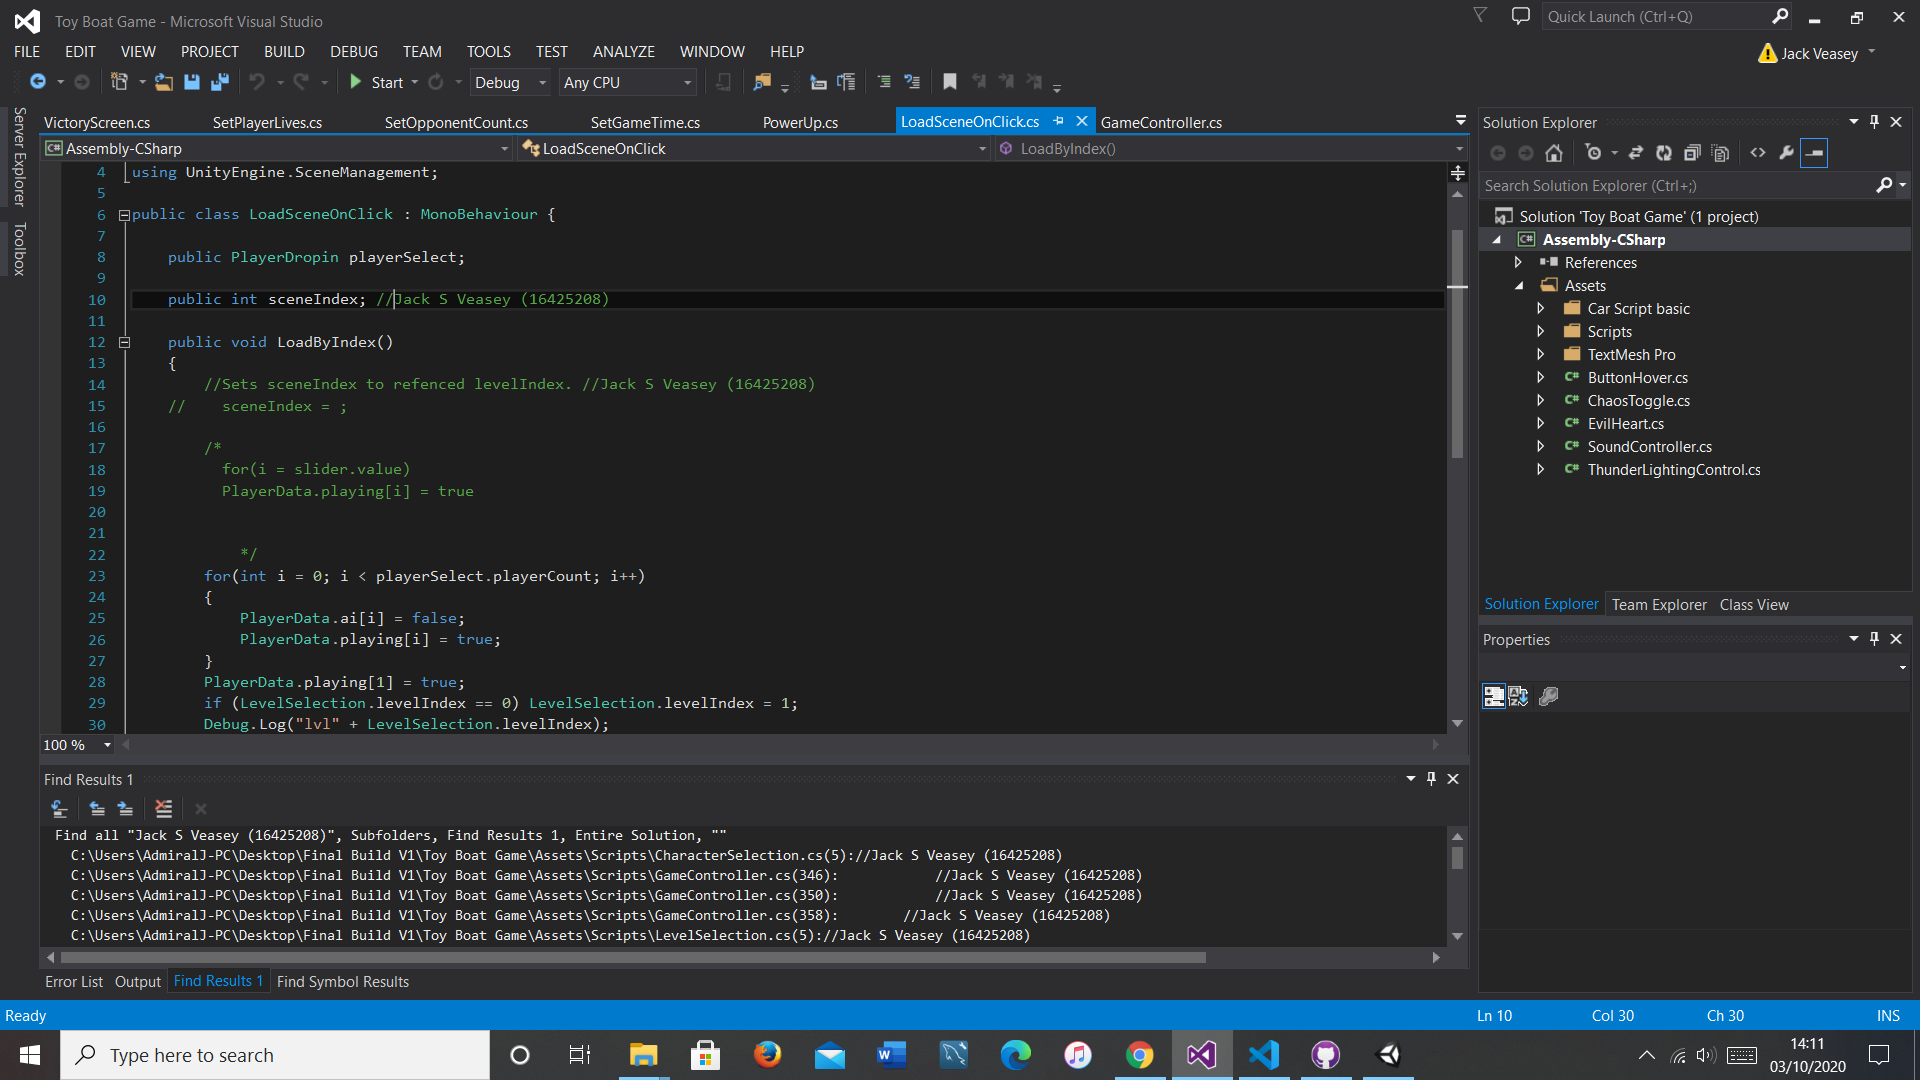 Toy Boat Game - Microsoft Visual Studio
Quick Launch (Ctrl+Q)
FILE EDIT VIEW PROJECT BUILD DEBUG TEAM TOOLS TEST ANALYZE WINDOW HELP
Jack Veasey
Start Debug Any CPU
Server Explorer
Toolbox
VictoryScreen.cs SetPlayerLives.cs SetOpponentCount.cs SetGameTime.cs PowerUp.cs LoadSceneOnClick.cs GameController.cs
Assembly-CSharp LoadSceneOnClick LoadByIndex()
4 using UnityEngine.SceneManagement;
5
6 public class LoadSceneOnClick : MonoBehaviour {
7
8 public PlayerDropin playerSelect;
9
10 public int sceneIndex; //Jack S Veasey (16425208)
11
12 public void LoadByIndex()
13 {
14 //Sets sceneIndex to refenced levelIndex. //Jack S Veasey (16425208)
15 // sceneIndex = ;
16
17 /*
18 for(i = slider.value)
19 PlayerData.playing[i] = true
20
21
22 */
23 for(int i = 0; i < playerSelect.playerCount; i++)
24 {
25 PlayerData.ai[i] = false;
26 PlayerData.playing[i] = true;
27 }
28 PlayerData.playing[1] = true;
29 if (LevelSelection.levelIndex == 0) LevelSelection.levelIndex = 1;
30 Debug.Log("lvl" + LevelSelection.levelIndex);
100 %
Find Results 1
Find all "Jack S Veasey (16425208)", Subfolders, Find Results 1, Entire Solution, ""
C:\Users\AdmiralJ-PC\Desktop\Final Build V1\Toy Boat Game\Assets\Scripts\CharacterSelection.cs(5)://Jack S Veasey (16425208)
C:\Users\AdmiralJ-PC\Desktop\Final Build V1\Toy Boat Game\Assets\Scripts\GameController.cs(346): //Jack S Veasey (16425208)
C:\Users\AdmiralJ-PC\Desktop\Final Build V1\Toy Boat Game\Assets\Scripts\GameController.cs(350): //Jack S Veasey (16425208)
C:\Users\AdmiralJ-PC\Desktop\Final Build V1\Toy Boat Game\Assets\Scripts\GameController.cs(358): //Jack S Veasey (16425208)
C:\Users\AdmiralJ-PC\Desktop\Final Build V1\Toy Boat Game\Assets\Scripts\LevelSelection.cs(5)://Jack S Veasey (16425208)
Error List Output Find Results 1 Find Symbol Results
Solution Explorer
Search Solution Explorer (Ctrl+;)
Solution 'Toy Boat Game' (1 project)
C# Assembly-CSharp
References
Assets
Car Script basic
Scripts
TextMesh Pro
C# ButtonHover.cs
C# ChaosToggle.cs
C# EvilHeart.cs
C# SoundController.cs
C# ThunderLightingControl.cs
Solution Explorer Team Explorer Class View
Properties
Ready Ln 10 Col 30 Ch 30 INS
Type here to search
14:11
03/10/2020